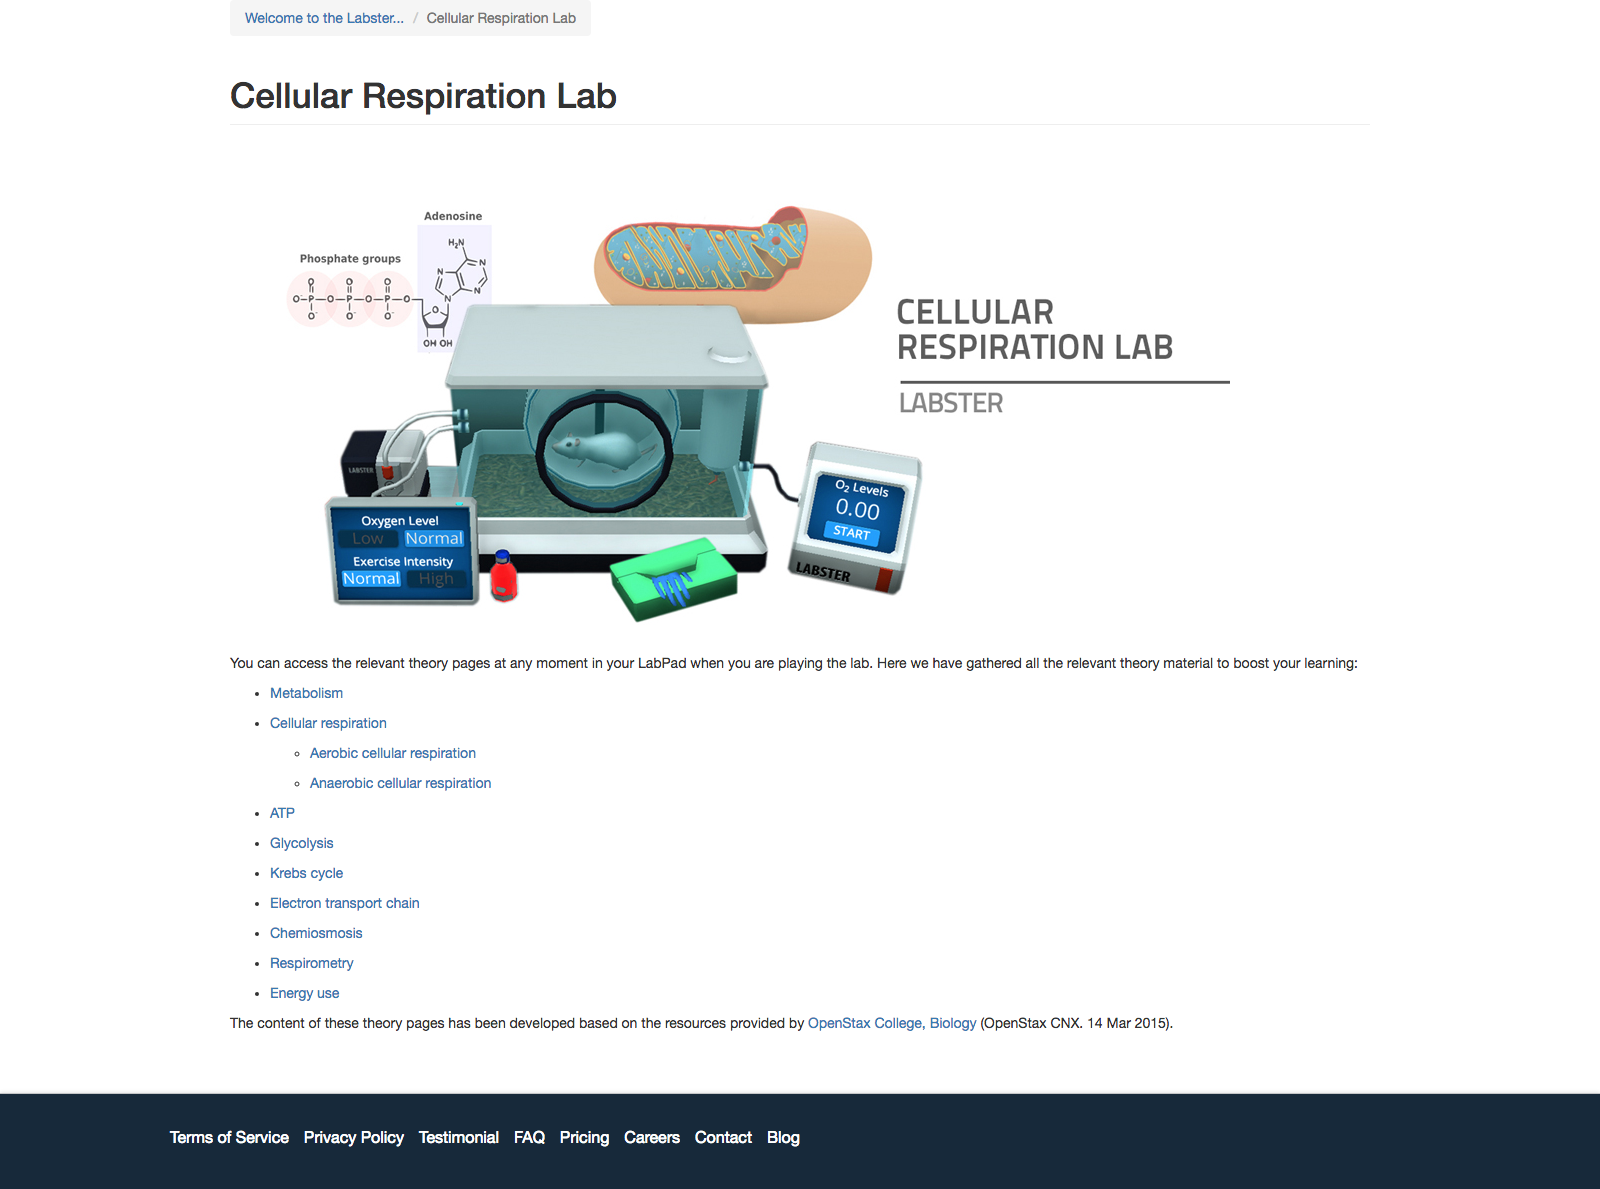 Welcome to the Labster... / Cellular Respiration Lab
Cellular Respiration Lab
Adenosine
Phosphate groups
H₂N
N
N
N
N
O O O
O-P-O-P-O-P-O
O⁻ O⁻ O⁻
O
OH OH
CELLULAR
RESPIRATION LAB
LABSTER
LABSTER
Oxygen Level
Low Normal
Exercise Intensity
Normal High
O₂ Levels
0.00
START
LABSTER
You can access the relevant theory pages at any moment in your LabPad when you are playing the lab. Here we have gathered all the relevant theory material to boost your learning:
Metabolism
Cellular respiration
Aerobic cellular respiration
Anaerobic cellular respiration
ATP
Glycolysis
Krebs cycle
Electron transport chain
Chemiosmosis
Respirometry
Energy use
The content of these theory pages has been developed based on the resources provided by OpenStax College, Biology (OpenStax CNX. 14 Mar 2015).
Terms of Service Privacy Policy Testimonial FAQ Pricing Careers Contact Blog